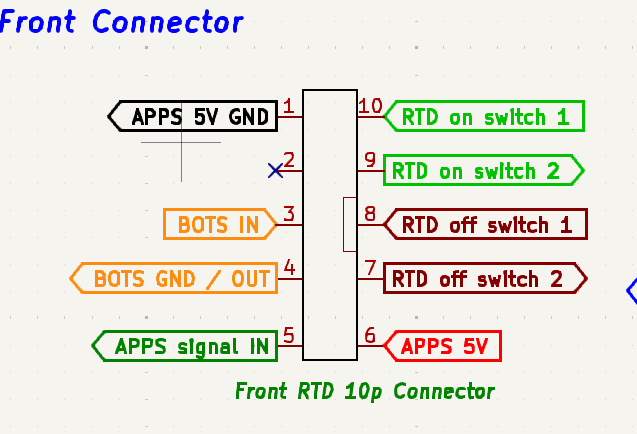 Front Connector
APPS 5V GND 1 10 RTD on switch 1
2 9 RTD on switch 2
BOTS IN 3 8 RTD off switch 1
BOTS GND / OUT 4 7 RTD off switch 2
APPS signal IN 5 6 APPS 5V
Front RTD 10p Connector